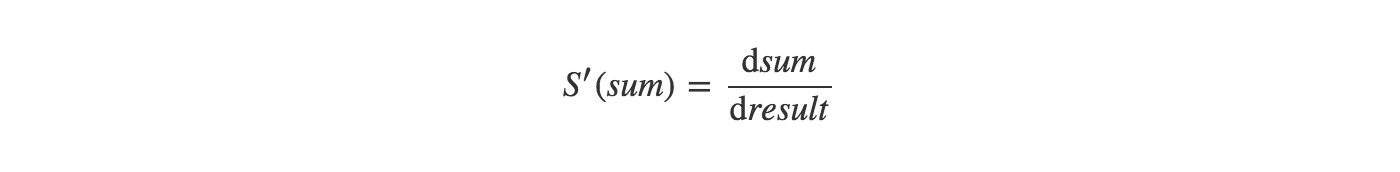 S′(sum) = dsum/dresult